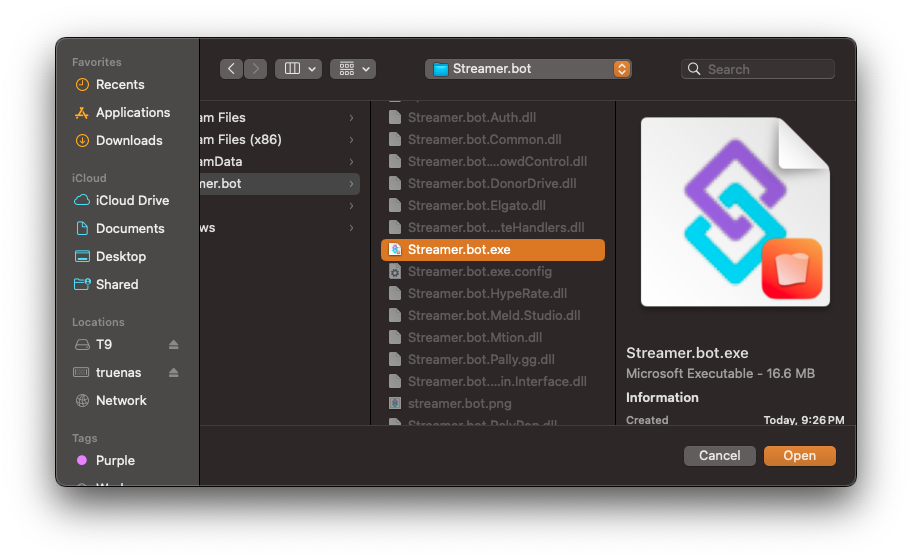 Favorites
Recents
Applications
Downloads
iCloud
iCloud Drive
Documents
Desktop
Shared
Locations
T9
truenas
Network
Tags
Purple
Streamer.bot
Search
am Files
am Files (x86)
amData
mer.bot
ws
Streamer.bot.Auth.dll
Streamer.bot.Common.dll
Streamer.bot....owdControl.dll
Streamer.bot.DonorDrive.dll
Streamer.bot.Elgato.dll
Streamer.bot....teHandlers.dll
Streamer.bot.exe
Streamer.bot.exe.config
Streamer.bot.HypeRate.dll
Streamer.bot.Meld.Studio.dll
Streamer.bot.Mtion.dll
Streamer.bot.Pally.gg.dll
Streamer.bot....in.Interface.dll
streamer.bot.png
Streamer.bot.PolyPop.dll
Streamer.bot.exe
Microsoft Executable - 16.6 MB
Information
Created Today, 9:26 PM
Cancel Open